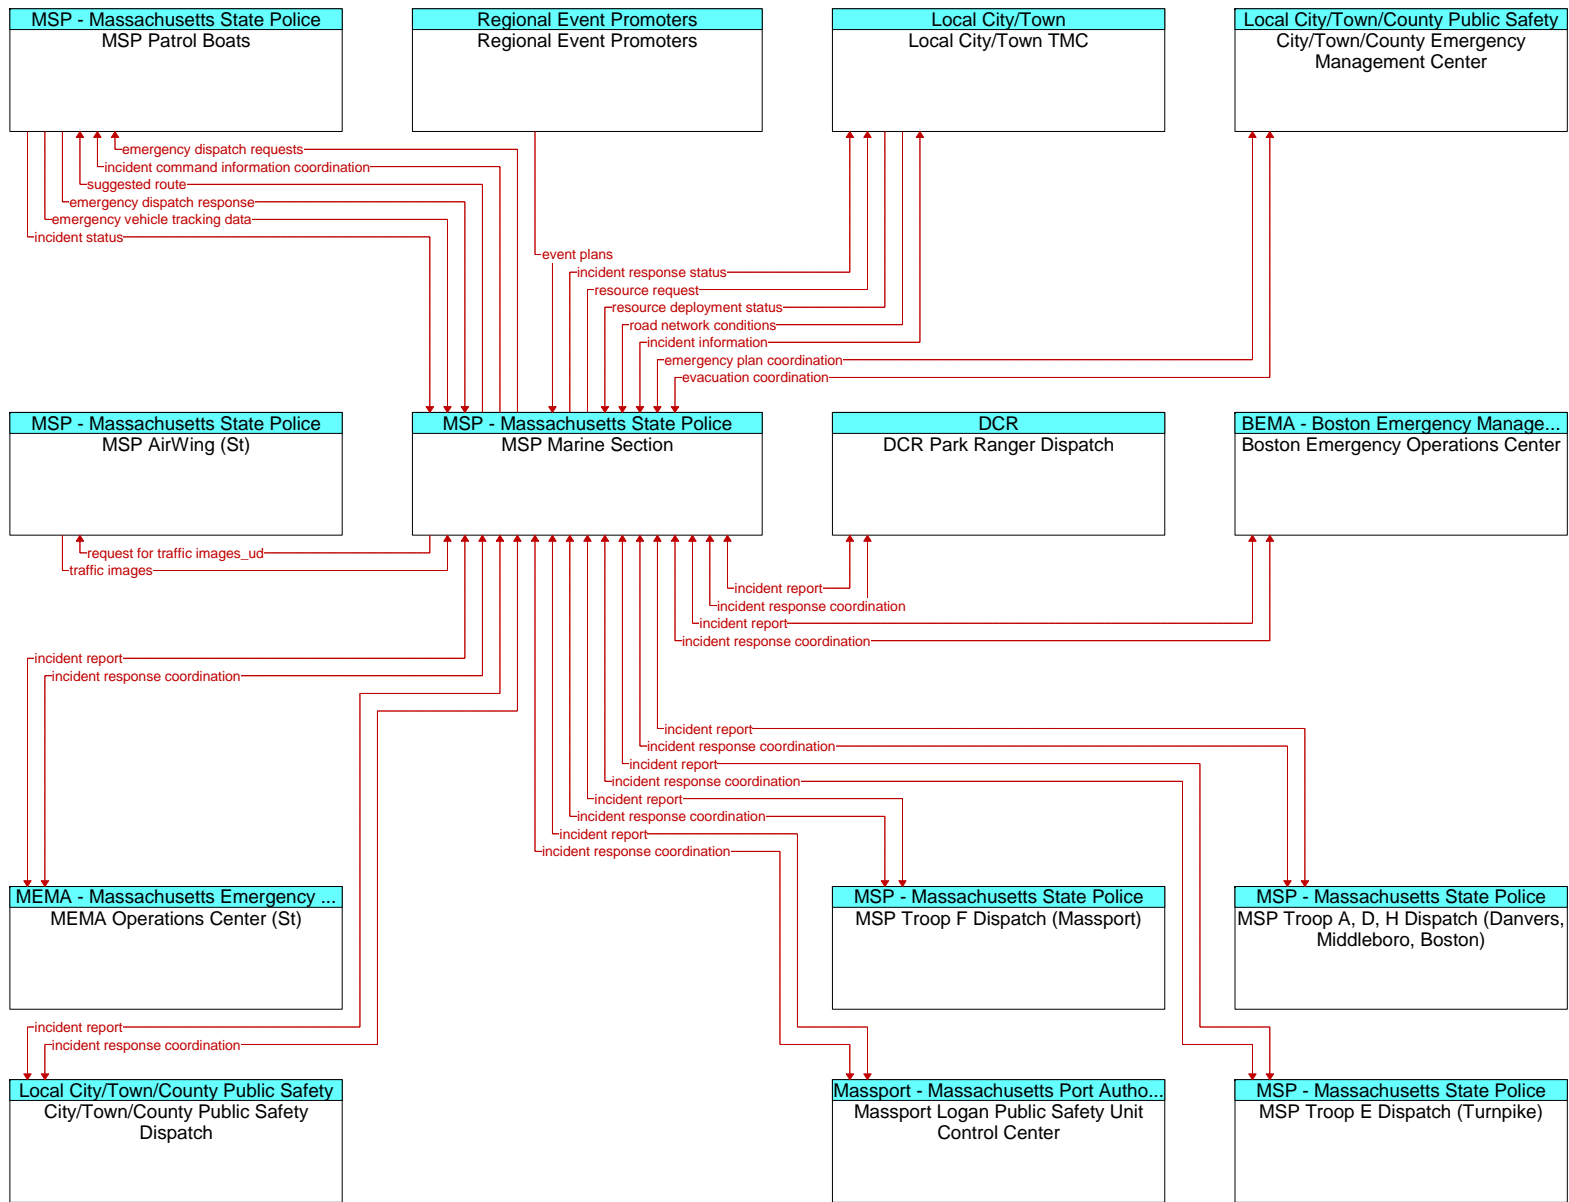 MSP - Massachusetts State Police
MSP Patrol Boats
Regional Event Promoters
Regional Event Promoters
Local City/Town
Local City/Town TMC
Local City/Town/County Public Safety
City/Town/County Emergency
Management Center
emergency dispatch requests
incident command information coordination
suggested route
emergency dispatch response
emergency vehicle tracking data
incident status
event plans
incident response status
resource request
resource deployment status
road network conditions
incident information
emergency plan coordination
evacuation coordination
MSP - Massachusetts State Police
MSP AirWing (St)
MSP - Massachusetts State Police
MSP Marine Section
DCR
DCR Park Ranger Dispatch
BEMA - Boston Emergency Manage...
Boston Emergency Operations Center
request for traffic images_ud
traffic images
incident report
incident response coordination
incident report
incident response coordination
incident report
incident response coordination
incident report
incident response coordination
incident report
incident response coordination
incident report
incident response coordination
incident report
incident response coordination
MEMA - Massachusetts Emergency ...
MEMA Operations Center (St)
MSP - Massachusetts State Police
MSP Troop F Dispatch (Massport)
MSP - Massachusetts State Police
MSP Troop A, D, H Dispatch (Danvers,
Middleboro, Boston)
incident report
incident response coordination
Local City/Town/County Public Safety
City/Town/County Public Safety
Dispatch
Massport - Massachusetts Port Autho...
Massport Logan Public Safety Unit
Control Center
MSP - Massachusetts State Police
MSP Troop E Dispatch (Turnpike)